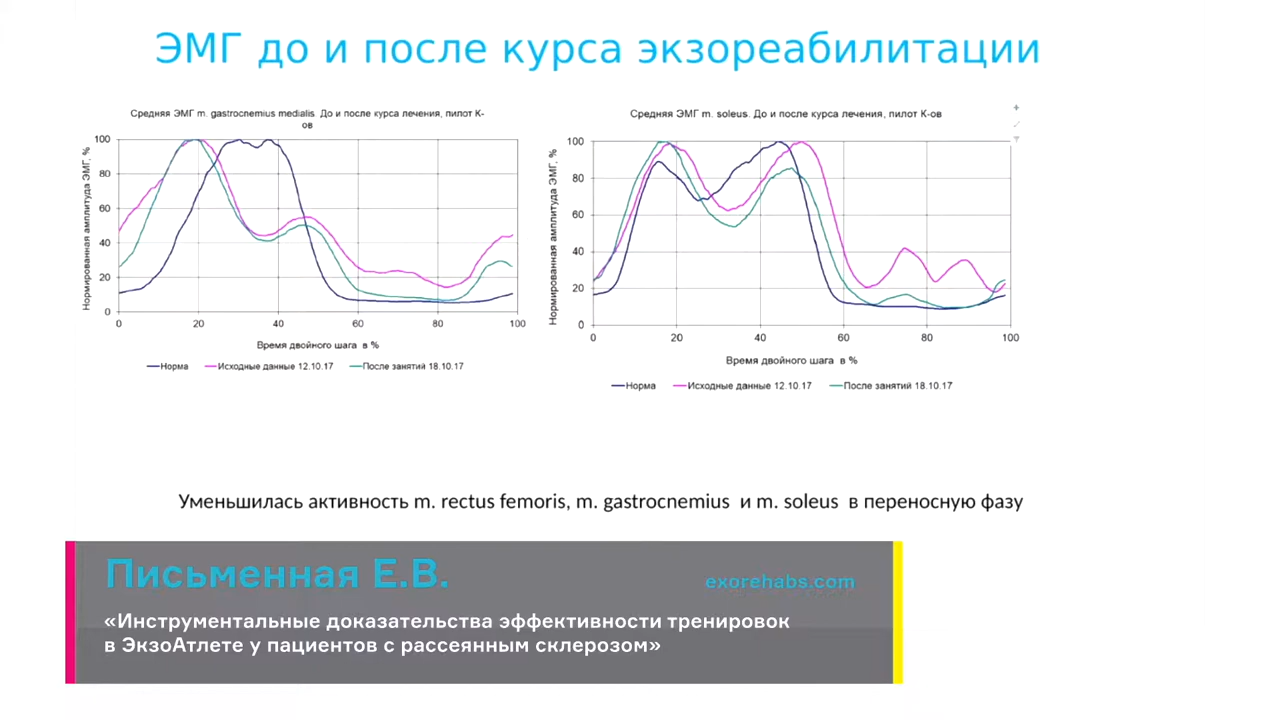 ЭМГ до и после курса экзореабилитации
Средняя ЭМГ m. gastrocnemius medialis. До и после курса лечения, пилот К-
ов
Нормированная амплитуда ЭМГ, %
100
80
60
40
20
0
0 20 40 60 80 100
Время двойного шага в %
Норма Исходные данные 12.10.17 После занятий 18.10.17
Средняя ЭМГ m. soleus. До и после курса лечения, пилот К-ов
Нормированная амплитуда ЭМГ, %
100
80
60
40
20
0
0 20 40 60 80 100
Время двойного шага в %
Норма Исходные данные 12.10.17 После занятий 18.10.17
Уменьшилась активность m. rectus femoris, m. gastrocnemius и m. soleus в переносную фазу
Письменная Е.В.
exorehabs.com
«Инструментальные доказательства эффективности тренировок
в ЭкзоАтлете у пациентов с рассеянным склерозом»